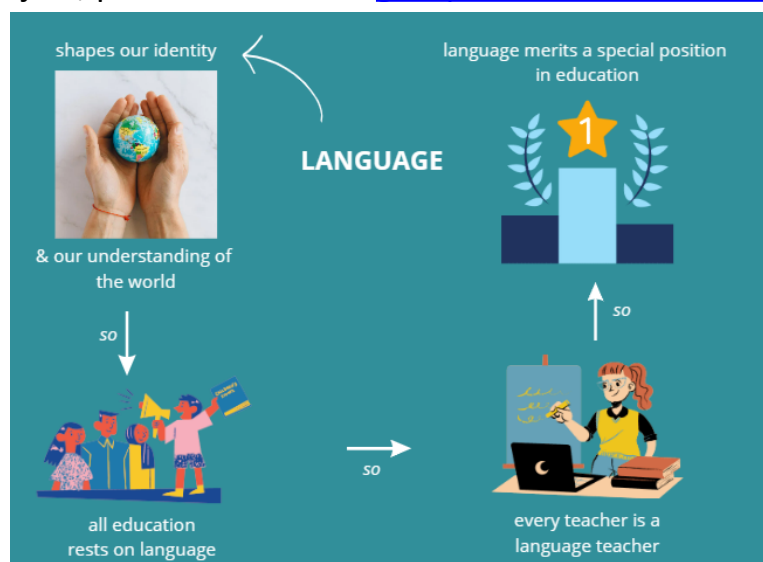 LANGUAGE
shapes our identity
& our understanding of
the world
so
all education
rests on language
so
every teacher is a
language teacher
so
language merits a special position
in education
1